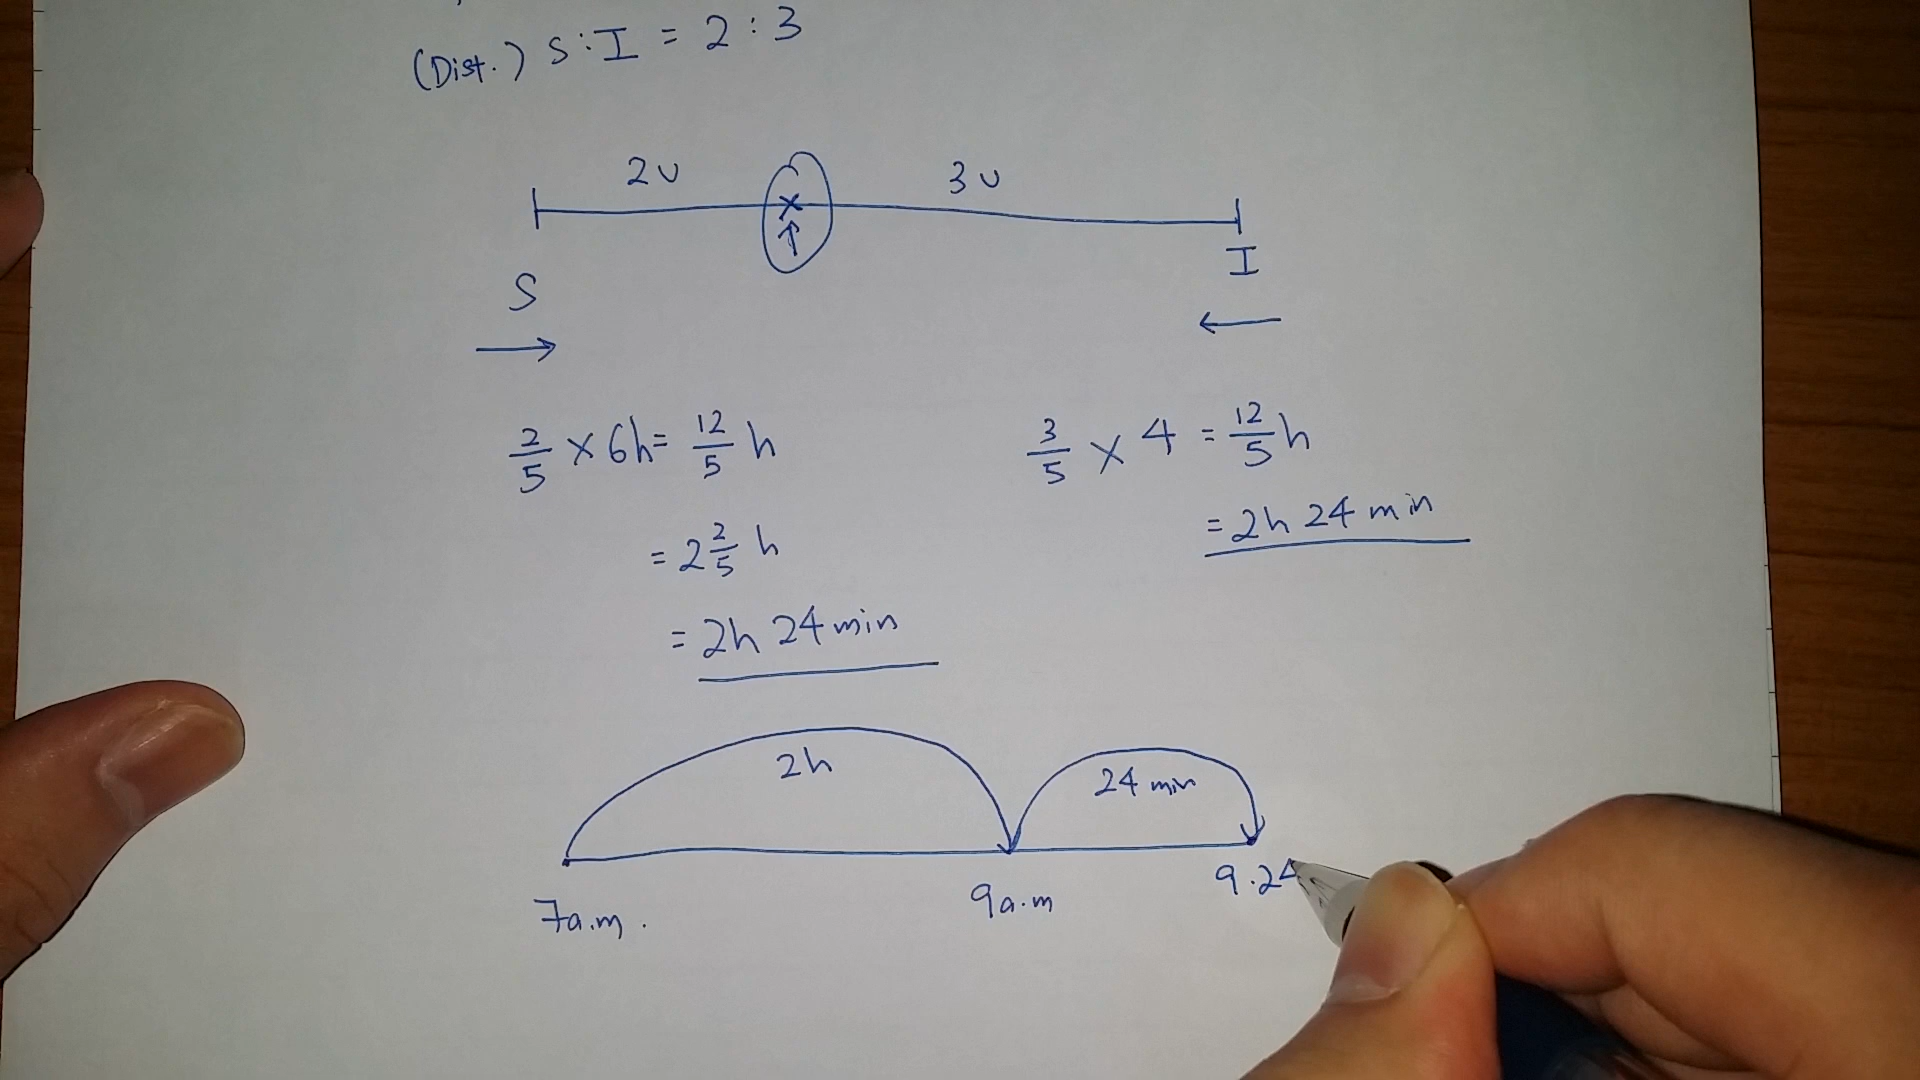 (Dist.) S : I = 2 : 3
2u 3u
S I
2/5 × 6h = 12/5 h
= 2 2/5 h
= 2h 24 min
3/5 × 4 = 12/5 h
= 2h 24 min
2h 24 min
7a.m. 9a.m 9.24